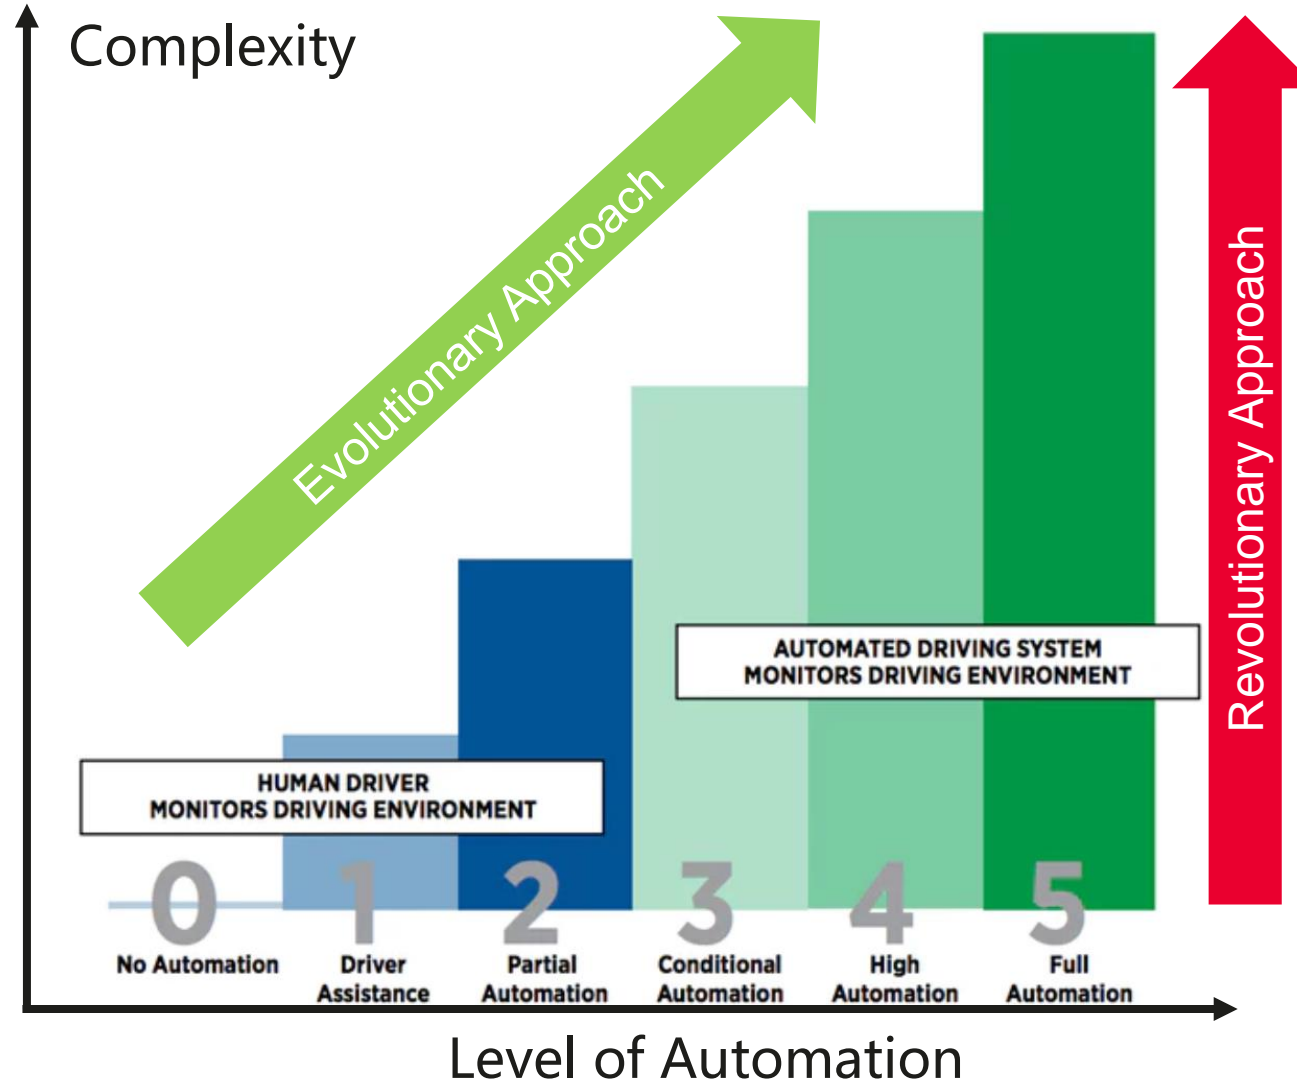 Complexity
Evolutionary Approach
Revolutionary Approach
AUTOMATED DRIVING SYSTEM
MONITORS DRIVING ENVIRONMENT
HUMAN DRIVER
MONITORS DRIVING ENVIRONMENT
0
No Automation
1
Driver
Assistance
2
Partial
Automation
3
Conditional
Automation
4
High
Automation
5
Full
Automation
Level of Automation